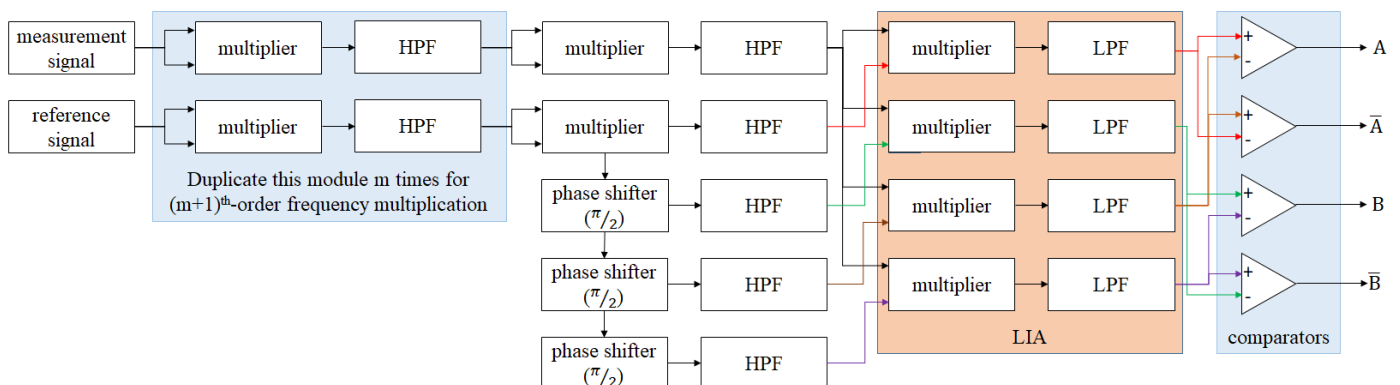 measurement
signal
multiplier
HPF
multiplier
HPF
multiplier
LPF
+
-
A
reference
signal
multiplier
HPF
multiplier
HPF
multiplier
LPF
+
-
A̅
Duplicate this module m times for
(m+1)ᵗʰ-order frequency multiplication
phase shifter
(π/2)
HPF
multiplier
LPF
+
-
B
phase shifter
(π/2)
HPF
multiplier
LPF
+
-
B̅
phase shifter
(π/2)
HPF
LIA
comparators